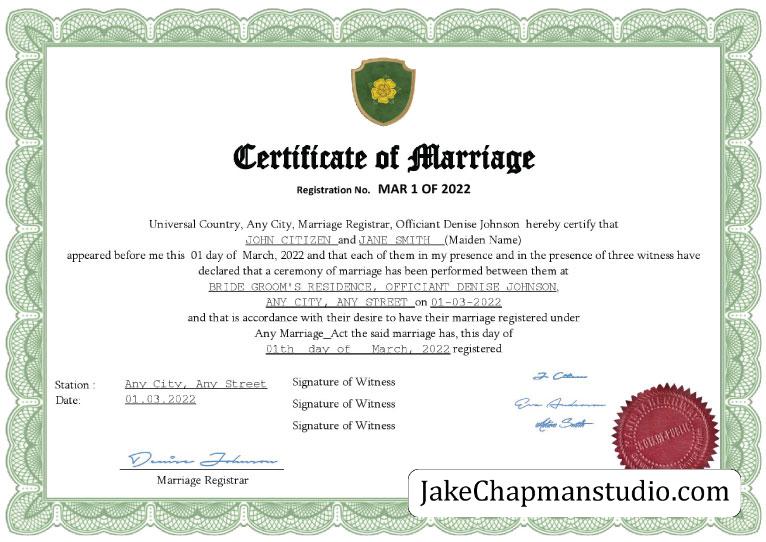 Certificate of Marriage
Registration No. MAR 1 OF 2022
Universal Country, Any City, Marriage Registrar, Officiant Denise Johnson hereby certify that
JOHN CITIZEN and JANE SMITH (Maiden Name)
appeared before me this 01 day of March, 2022 and that each of them in my presence and in the presence of three witness have
declared that a ceremony of marriage has been performed between them at
BRIDE GROOM'S RESIDENCE, OFFICIANT DENISE JOHNSON,
ANY CITY, ANY STREET on 01-03-2022
and that is accordance with their desire to have their marriage registered under
Any Marriage_Act the said marriage has, this day of
01th day of March, 2022 registered
Station : Any City, Any Street
Date: 01.03.2022
Signature of Witness J. Citizen
Signature of Witness Eva Anderson
Signature of Witness Smith
Denise Johnson
Marriage Registrar
NOTARY PUBLIC
JakeChapmanstudio.com